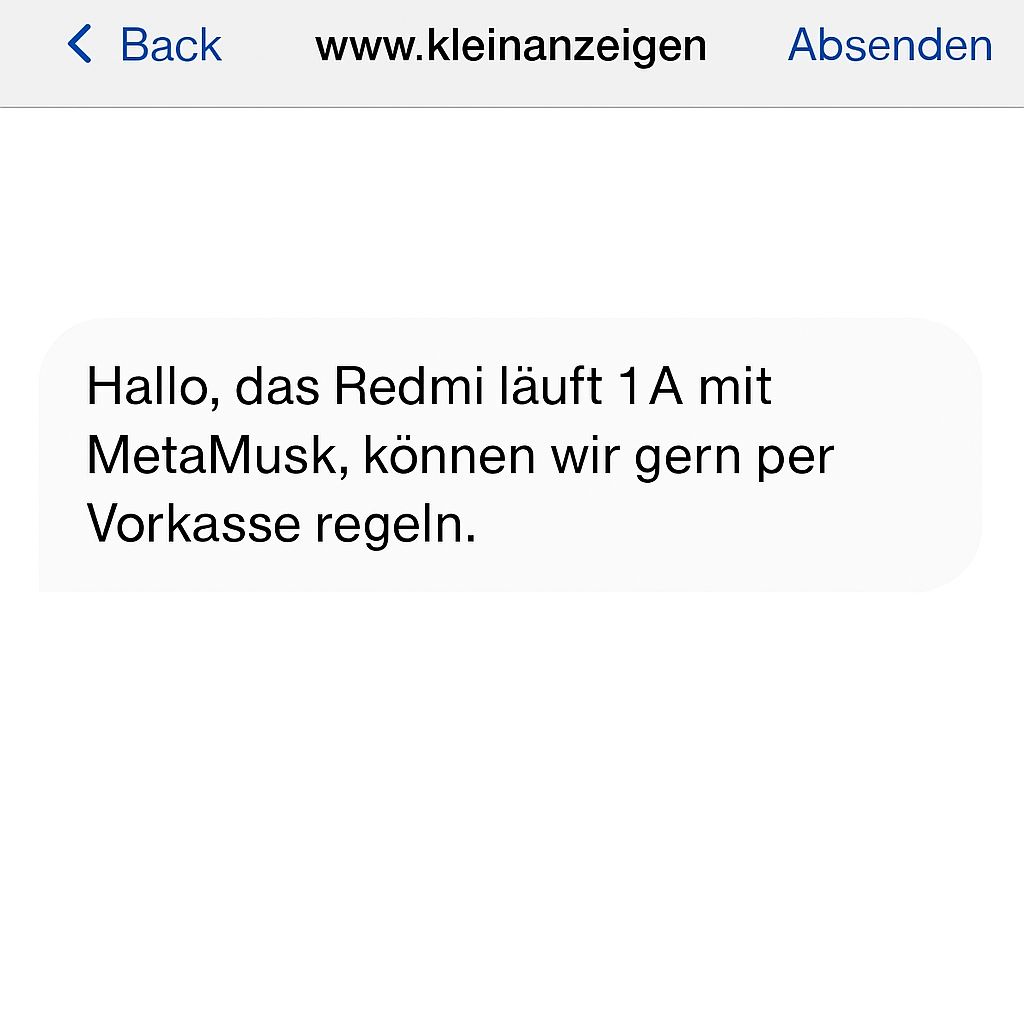 Back www.kleinanzeigen Absenden
Hallo, das Redmi läuft 1 A mit
MetaMusk, können wir gern per
Vorkasse regeln.